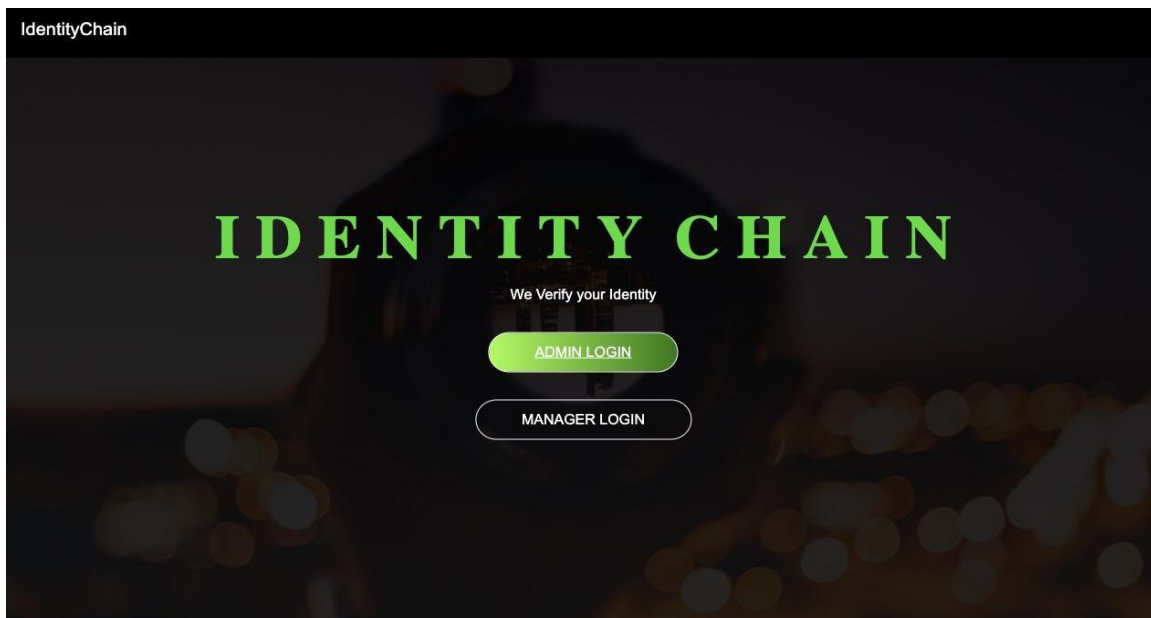 IdentityChain
IDENTITY CHAIN
We Verify your Identity
ADMIN LOGIN
MANAGER LOGIN